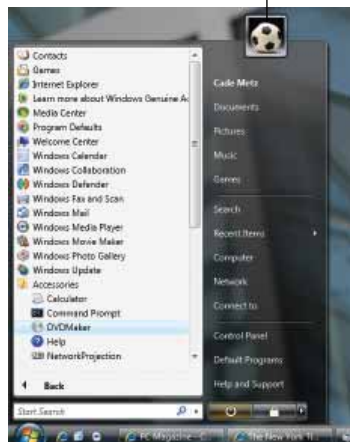 Contacts
Games
Internet Explorer
Learn more about Windows Genuine A
Media Center
Program Defaults
Welcome Center
Windows Calendar
Windows Collaboration
Windows Defender
Windows Fax and Scan
Windows Mail
Windows Media Player
Windows Movie Maker
Windows Photo Gallery
Windows Update
Accessories
Calculator
Command Prompt
DVDMaker
Help
NetworkProjection
Back
Start Search
Cade Metz
Documents
Pictures
Music
Games
Search
Recent Items
Computer
Network
Connect to
Control Panel
Default Programs
Help and Support
PC Magazine - C
The New York Ti